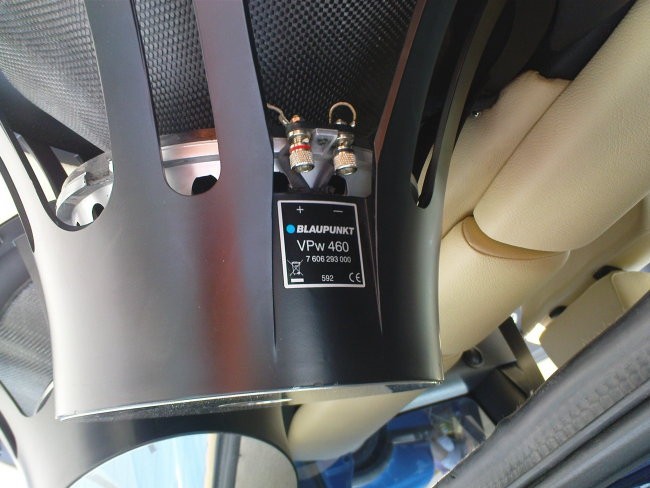 + −
BLAUPUNKT
VPw 460
7 606 293 000
592 CE